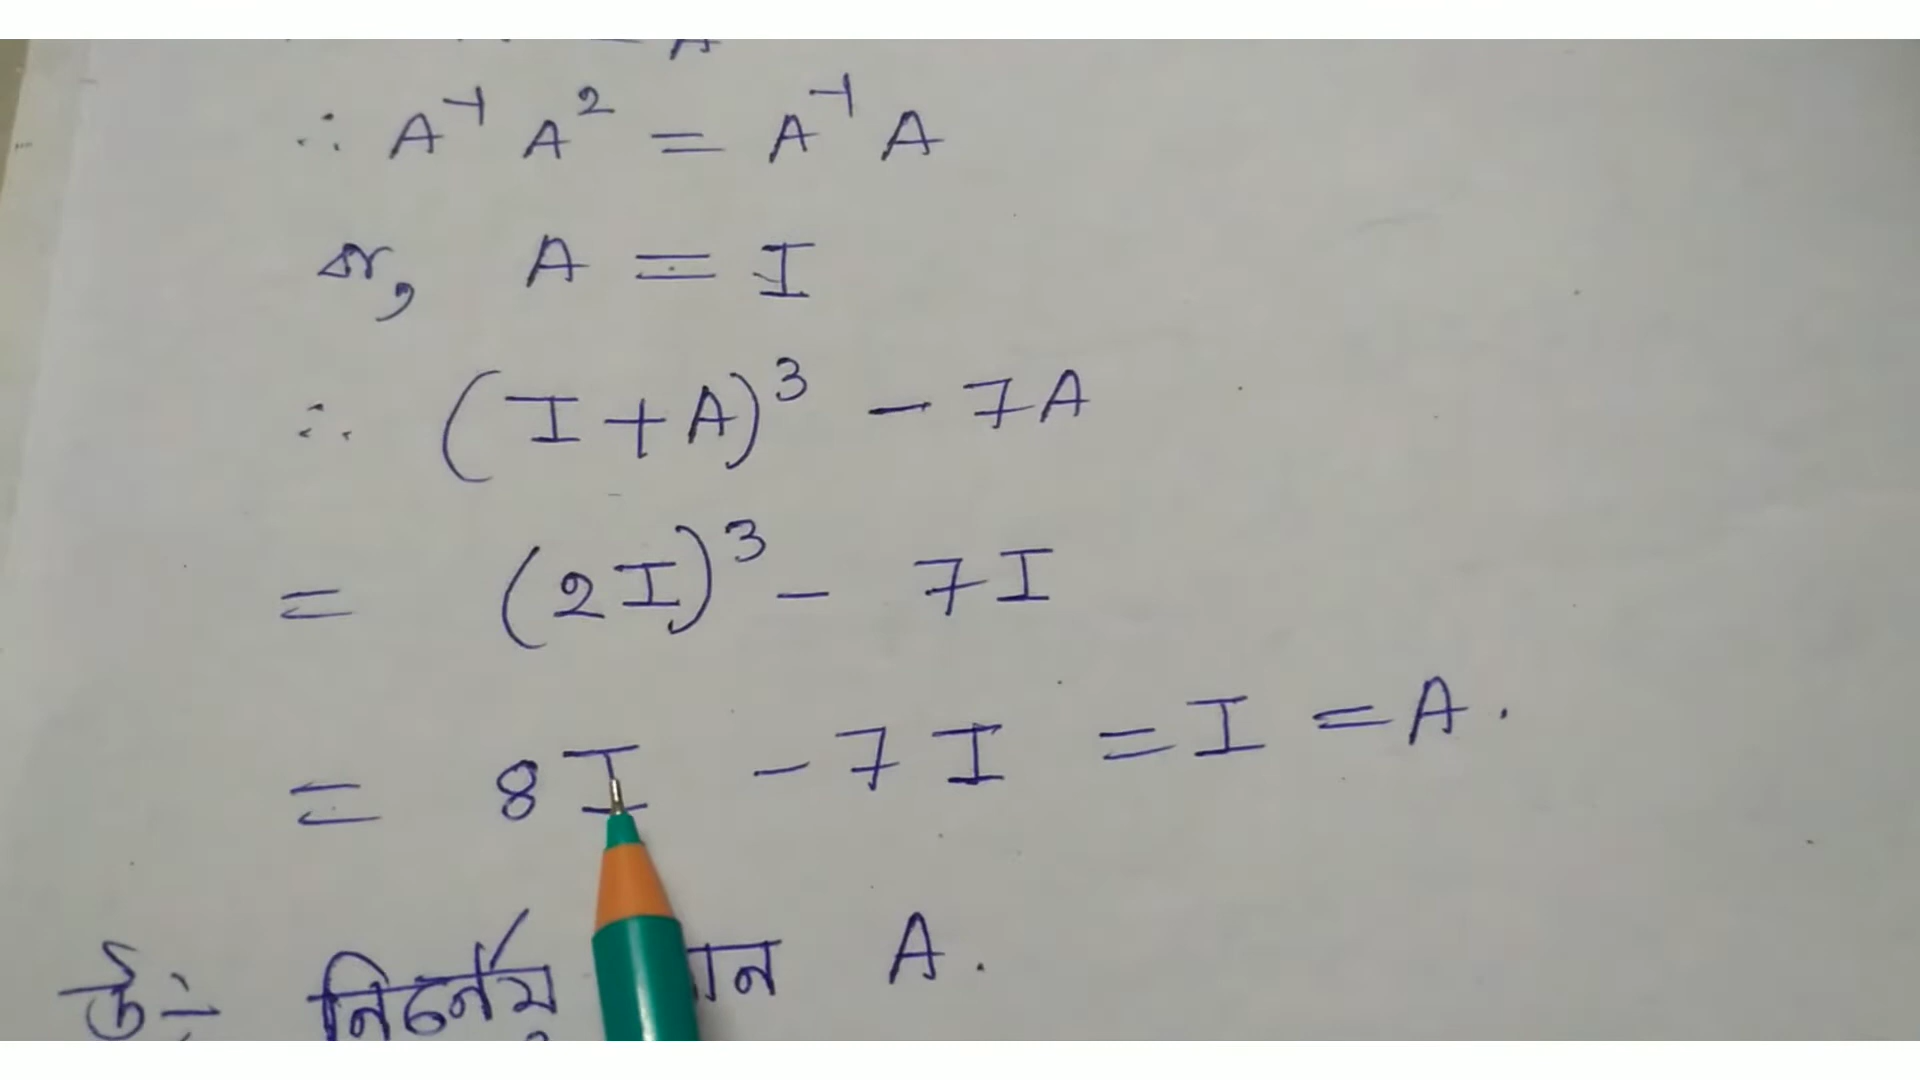 ∴ A⁻¹ A² = A⁻¹ A
বা, A = I
∴ (I + A)³ − 7A
= (2I)³ − 7I
= 8I − 7I = I = A.
উঃ নির্ণেয় মান A.